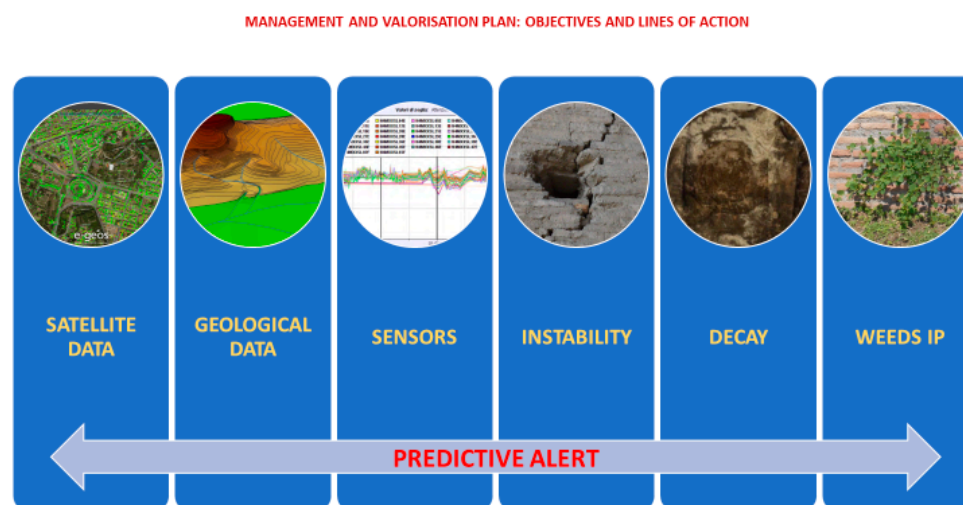 MANAGEMENT AND VALORISATION PLAN: OBJECTIVES AND LINES OF ACTION
e-geos
SATELLITE
DATA
GEOLOGICAL
DATA
SENSORS
INSTABILITY
DECAY
WEEDS IP
PREDICTIVE ALERT